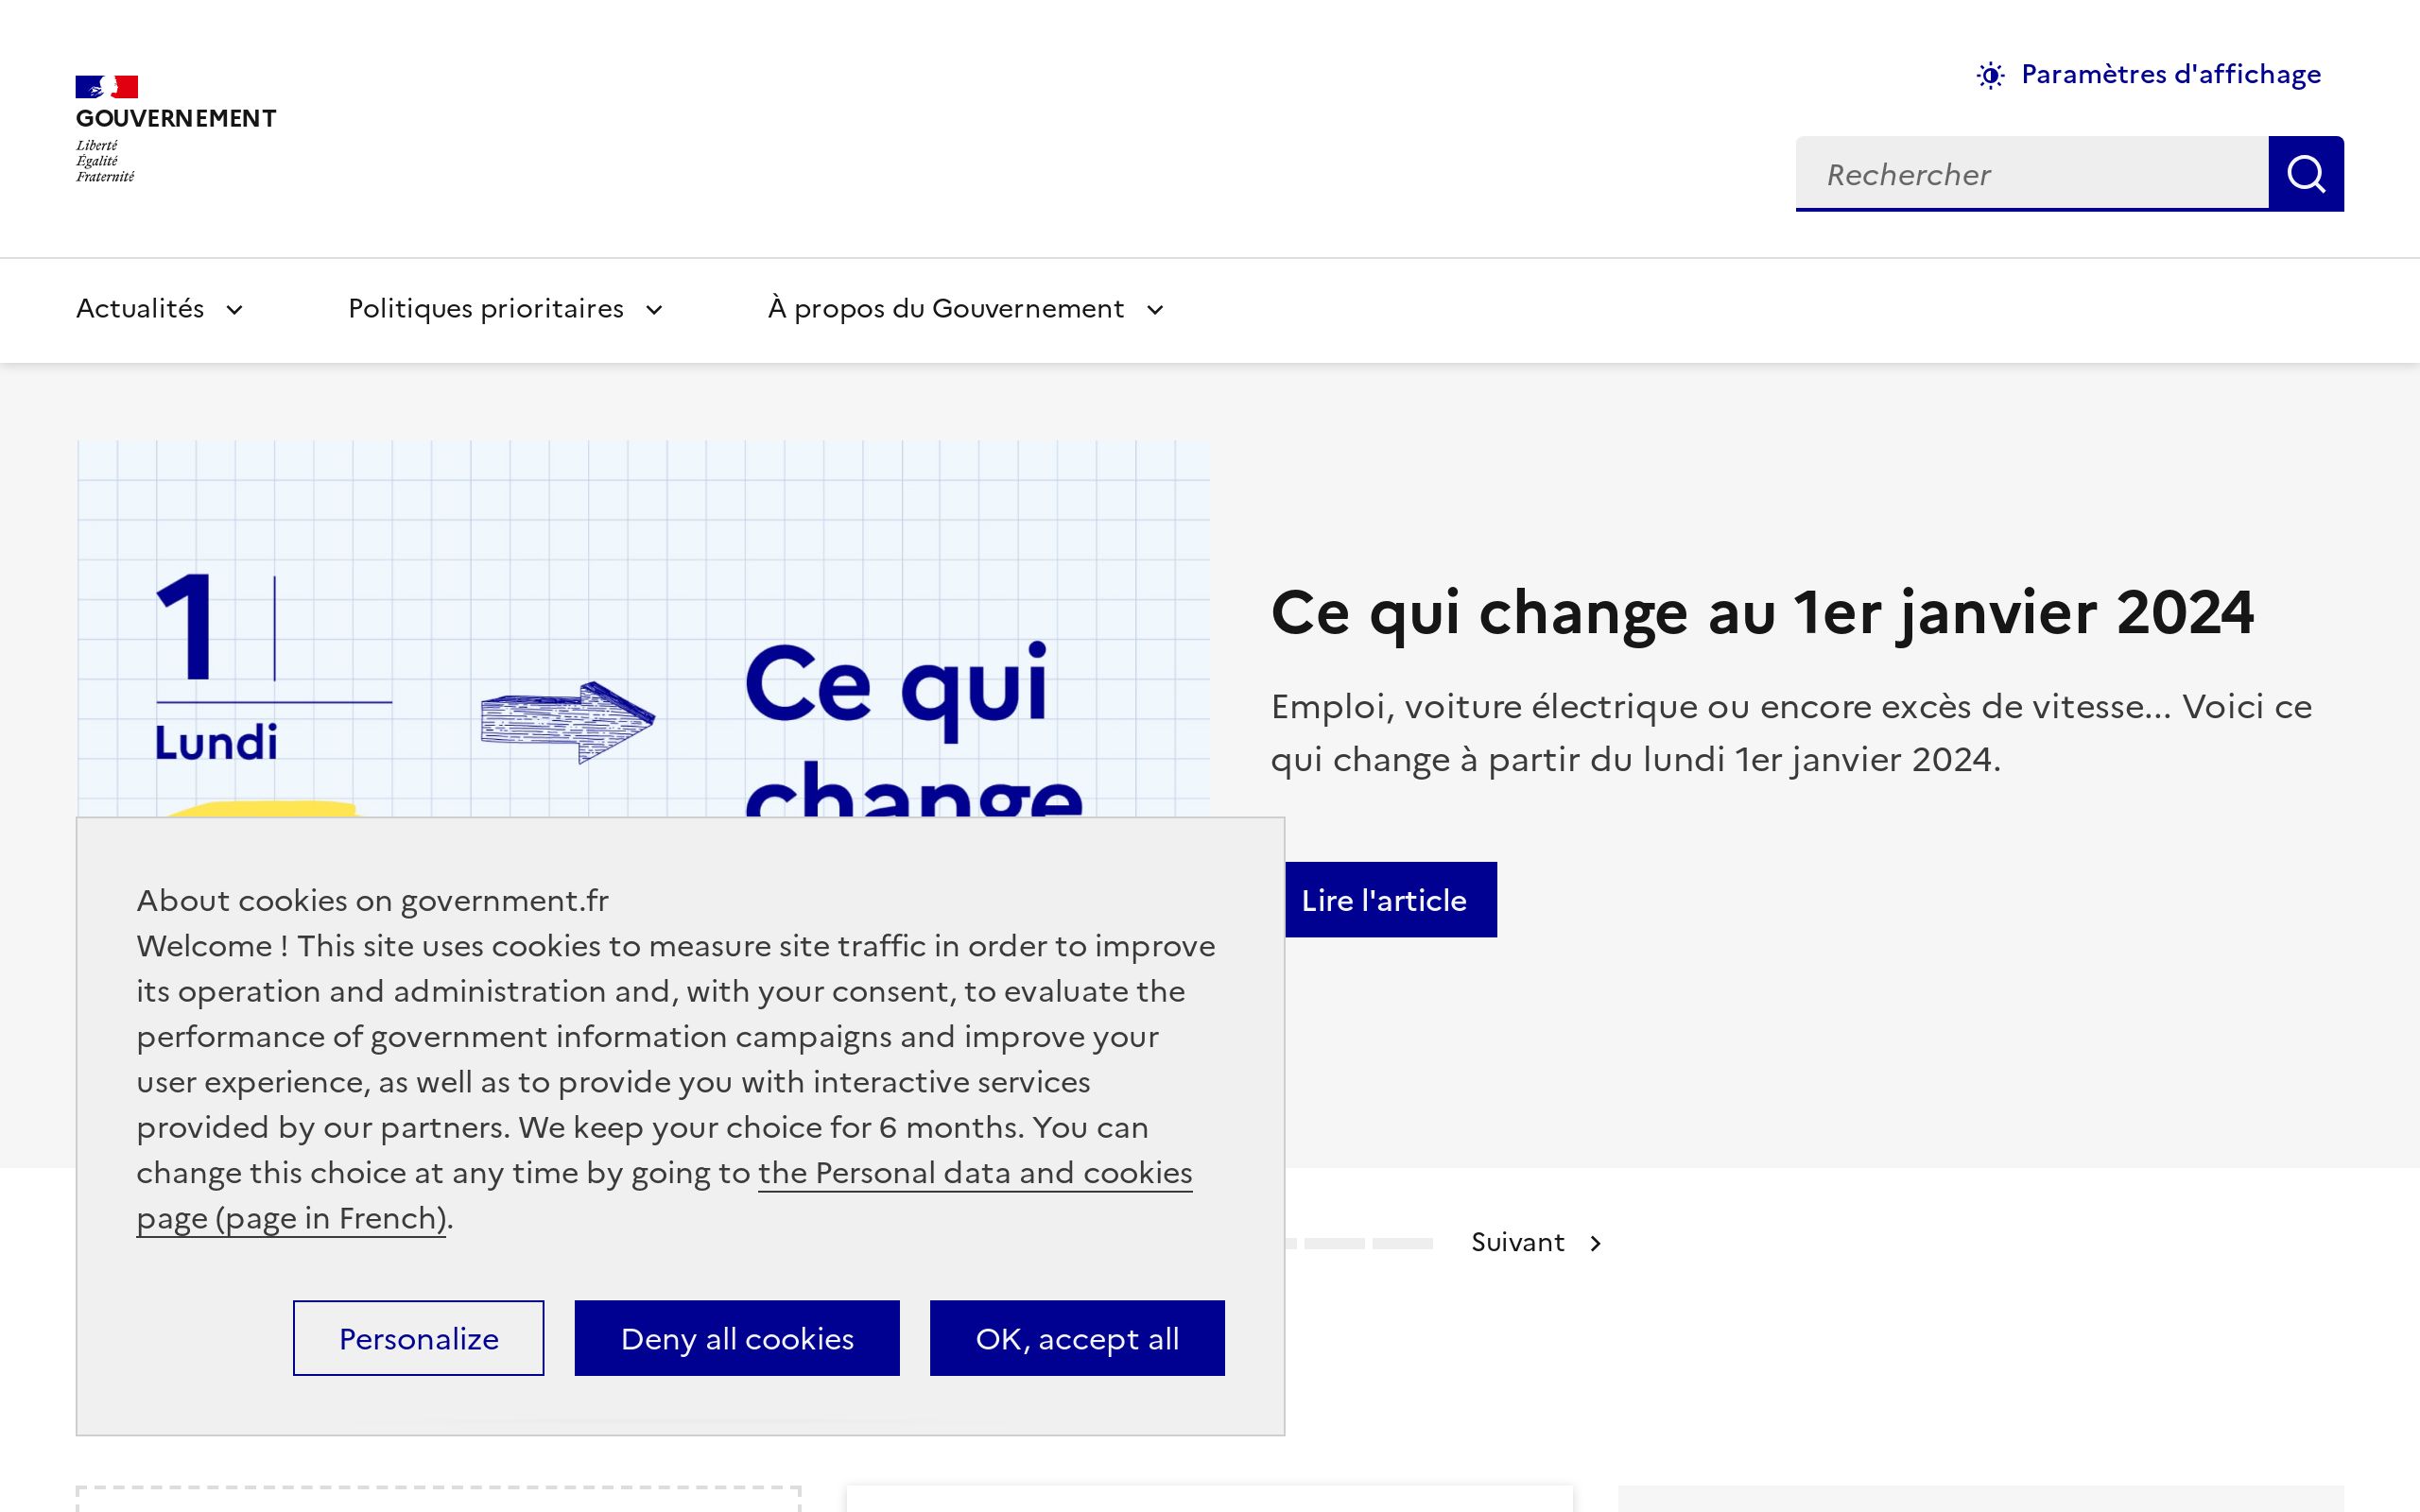 GOUVERNEMENT
Liberté
Égalité
Fraternité
Paramètres d'affichage
Rechercher
Actualités
Politiques prioritaires
À propos du Gouvernement
1
Lundi
Ce qui
change
Ce qui change au 1er janvier 2024
Emploi, voiture électrique ou encore excès de vitesse... Voici ce
qui change à partir du lundi 1er janvier 2024.
Lire l'article
About cookies on government.fr
Welcome ! This site uses cookies to measure site traffic in order to improve
its operation and administration and, with your consent, to evaluate the
performance of government information campaigns and improve your
user experience, as well as to provide you with interactive services
provided by our partners. We keep your choice for 6 months. You can
change this choice at any time by going to the Personal data and cookies
page (page in French).
Suivant
Personalize
Deny all cookies
OK, accept all